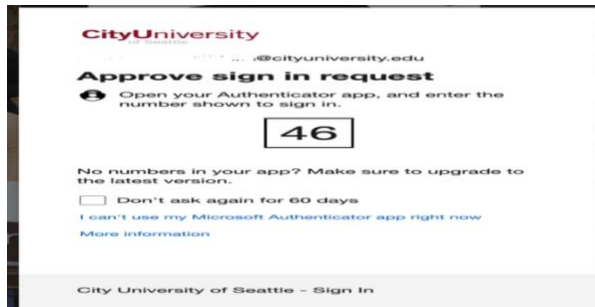 CityUniversity
of Seattle
@cityuniversity.edu
Approve sign in request
Open your Authenticator app, and enter the
number shown to sign in.
46
No numbers in your app? Make sure to upgrade to
the latest version.
Don't ask again for 60 days
I can't use my Microsoft Authenticator app right now
More information
City University of Seattle - Sign In